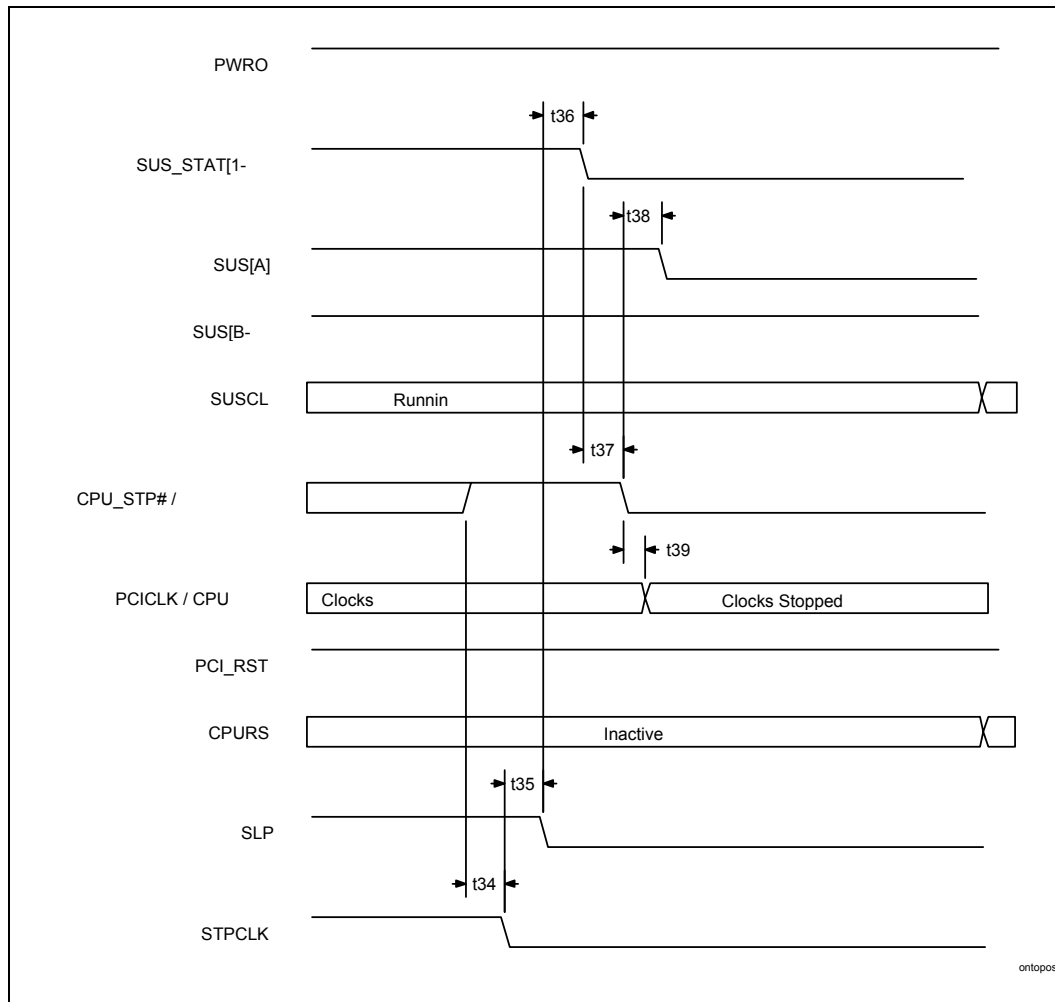 PWRO
t36
SUS_STAT[1-
t38
SUS[A]
SUS[B-
SUSCL Runnin
t37
CPU_STP# /
t39
PCICLK / CPU Clocks Clocks Stopped
PCI_RST
CPURS Inactive
t35
SLP
t34
STPCLK
ontopos